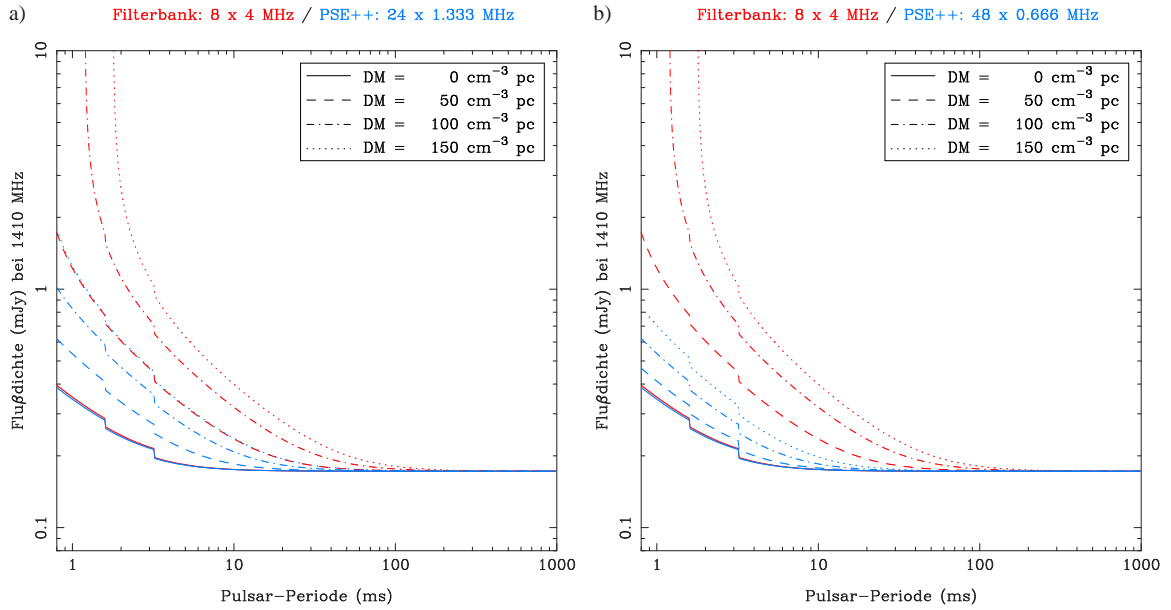 a)
Filterbank: 8 x 4 MHz / PSE++: 24 x 1.333 MHz
DM = 0 cm⁻³ pc
DM = 50 cm⁻³ pc
DM = 100 cm⁻³ pc
DM = 150 cm⁻³ pc
Flußdichte (mJy) bei 1410 MHz
10
1
0.1
1 10 100 1000
Pulsar-Periode (ms)
b)
Filterbank: 8 x 4 MHz / PSE++: 48 x 0.666 MHz
DM = 0 cm⁻³ pc
DM = 50 cm⁻³ pc
DM = 100 cm⁻³ pc
DM = 150 cm⁻³ pc
Flußdichte (mJy) bei 1410 MHz
10
1
0.1
1 10 100 1000
Pulsar-Periode (ms)